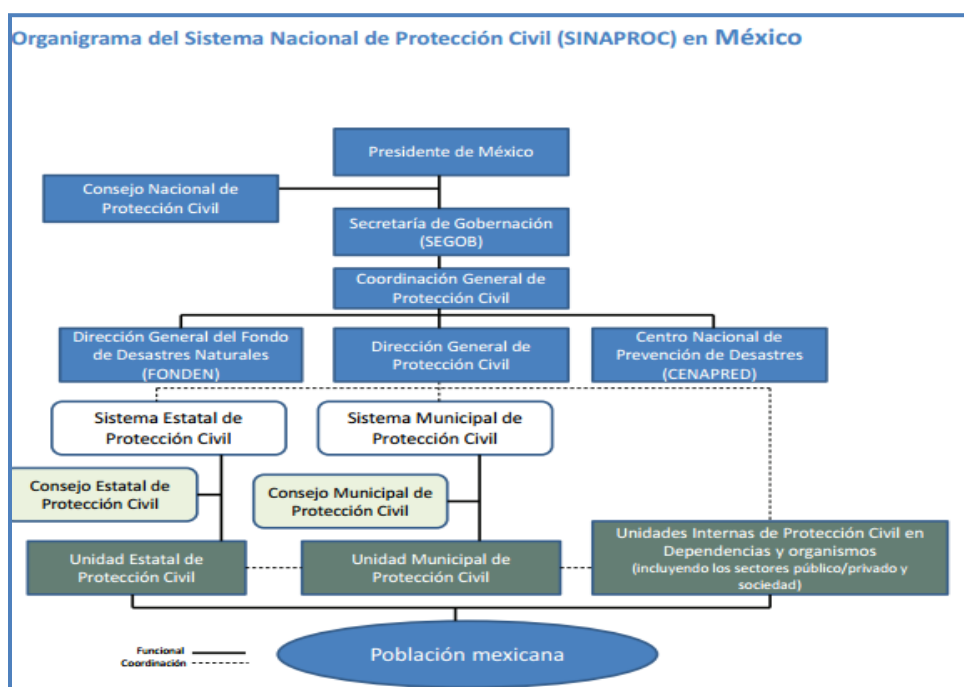 Organigrama del Sistema Nacional de Protección Civil (SINAPROC) en México
Presidente de México
Consejo Nacional de
Protección Civil
Secretaría de Gobernación
(SEGOB)
Coordinación General de
Protección Civil
Dirección General del Fondo
de Desastres Naturales
(FONDEN)
Dirección General de
Protección Civil
Centro Nacional de
Prevención de Desastres
(CENAPRED)
Sistema Estatal de
Protección Civil
Sistema Municipal de
Protección Civil
Consejo Estatal de
Protección Civil
Consejo Municipal de
Protección Civil
Unidad Estatal de
Protección Civil
Unidad Municipal de
Protección Civil
Unidades Internas de Protección Civil en
Dependencias y organismos
(incluyendo los sectores público/privado y
sociedad)
Población mexicana
Funcional
Coordinación